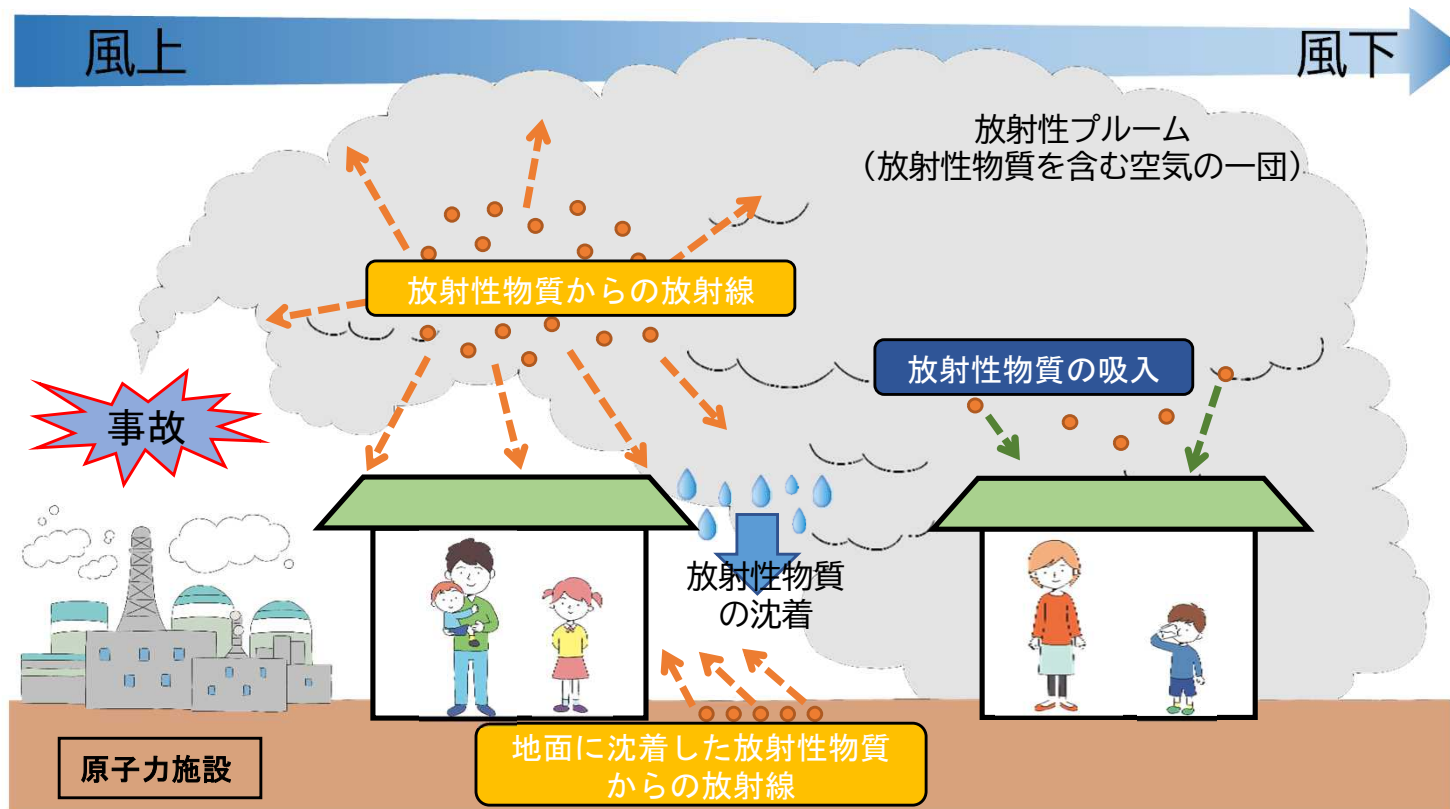 風上
風下
放射性プルーム
（放射性物質を含む空気の一団）
放射性物質からの放射線
放射性物質の吸入
事故
放射性物質
の沈着
地面に沈着した放射性物質
からの放射線
原子力施設